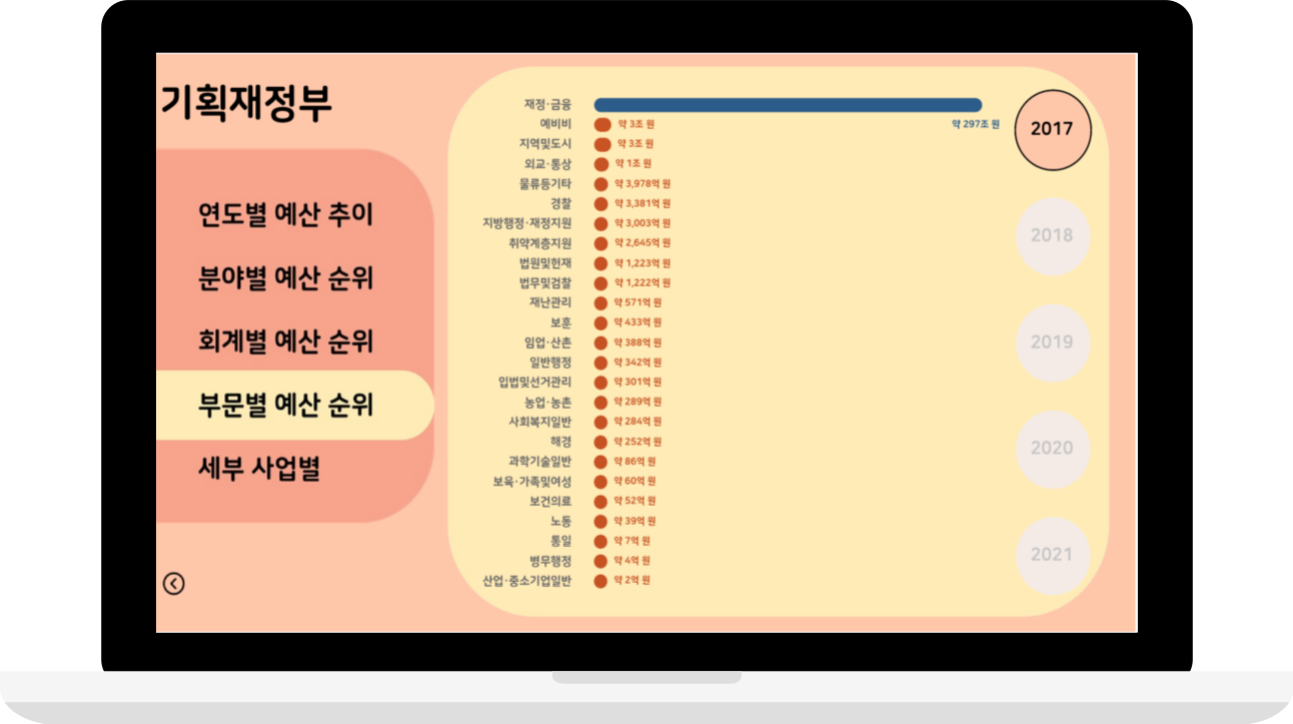 기획재정부
연도별 예산 추이
분야별 예산 순위
회계별 예산 순위
부문별 예산 순위
세부 사업별
재정·금융
약 297조 원
예비비 약 3조 원
지역및도시 약 3조 원
외교·통상 약 1조 원
물류등기타 약 3,978억 원
경찰 약 3,381억 원
지방행정·재정지원 약 3,003억 원
취약계층지원 약 2,645억 원
법원및헌재 약 1,223억 원
법무및검찰 약 1,222억 원
재난관리 약 571억 원
보훈 약 433억 원
임업·산촌 약 388억 원
일반행정 약 342억 원
입법및선거관리 약 301억 원
농업·농촌 약 289억 원
사회복지일반 약 284억 원
해경 약 252억 원
과학기술일반 약 86억 원
보육·가족및여성 약 60억 원
보건의료 약 52억 원
노동 약 39억 원
통일 약 7억 원
병무행정 약 4억 원
산업·중소기업일반 약 2억 원
2017
2018
2019
2020
2021